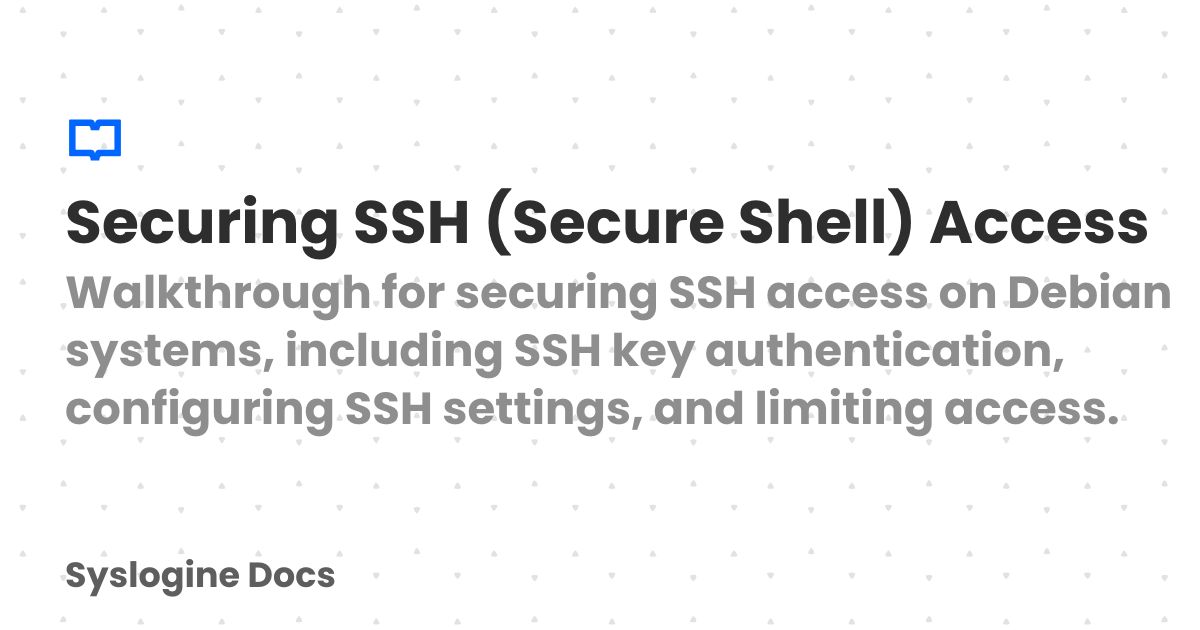 Securing SSH (Secure Shell) Access
Walkthrough for securing SSH access on Debian
systems, including SSH key authentication,
configuring SSH settings, and limiting access.
Syslogine Docs